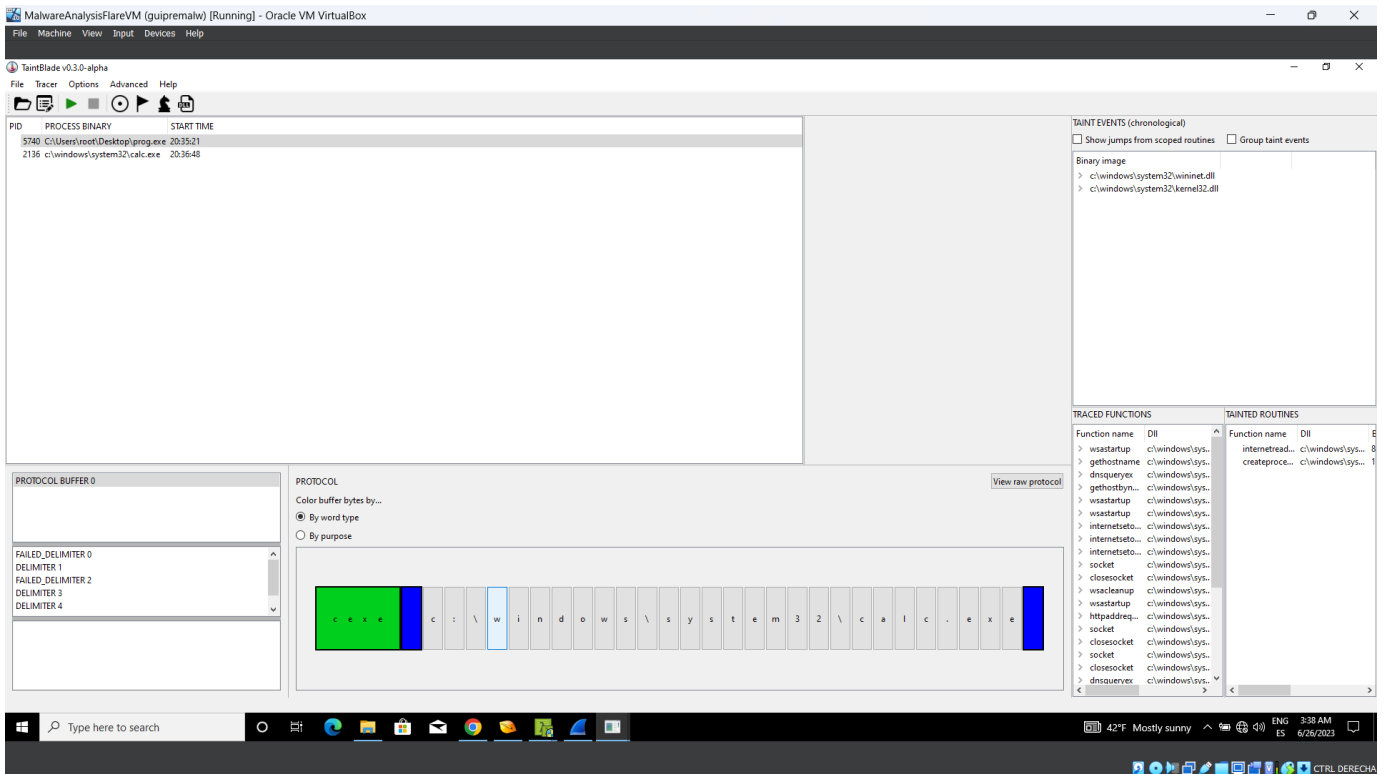 MalwareAnalysisFlareVM (guipremalw) [Running] - Oracle VM VirtualBox
File Machine View Input Devices Help
TaintBlade v0.3.0-alpha
File Tracer Options Advanced Help
PID PROCESS BINARY START TIME
5740 C:\Users\root\Desktop\prog.exe 20:35:21
2136 c:\windows\system32\calc.exe 20:36:48
TAINT EVENTS (chronological)
Show jumps from scoped routines Group taint events
Binary image
c:\windows\system32\wininet.dll
c:\windows\system32\kernel32.dll
TRACED FUNCTIONS
Function name Dll
wsastartup c:\windows\sys...
gethostname c:\windows\sys...
dnsqueryex c:\windows\sys...
gethostbyn... c:\windows\sys...
wsastartup c:\windows\sys...
wsastartup c:\windows\sys...
internetseto... c:\windows\sys...
internetseto... c:\windows\sys...
internetseto... c:\windows\sys...
socket c:\windows\sys...
closesocket c:\windows\sys...
wsacleanup c:\windows\sys...
wsastartup c:\windows\sys...
httpaddreq... c:\windows\sys...
socket c:\windows\sys...
closesocket c:\windows\sys...
socket c:\windows\sys...
closesocket c:\windows\sys...
dnsqueryex c:\windows\sys...
TAINTED ROUTINES
Function name Dll E
internetread... c:\windows\sys... 8
createproce... c:\windows\sys... 1
PROTOCOL BUFFER 0
FAILED_DELIMITER 0
DELIMITER 1
FAILED_DELIMITER 2
DELIMITER 3
DELIMITER 4
PROTOCOL
View raw protocol
Color buffer bytes by...
By word type
By purpose
c e x e c : \ w i n d o w s \ s y s t e m 3 2 \ c a l c . e x e
Type here to search
42°F Mostly sunny
ENG 3:38 AM
ES 6/26/2023
CTRL DERECHA